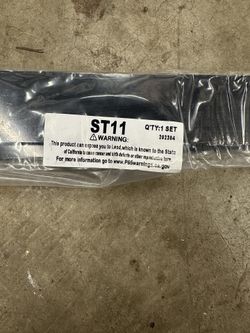 ST11 Q'TY:1 SET
⚠WARNING: 202204
This product can expose you to Lead,which is known to the State
of California to cause cancer and birth defects or other reproductive harm.
For more information go to www.P65warnings.ca.gov